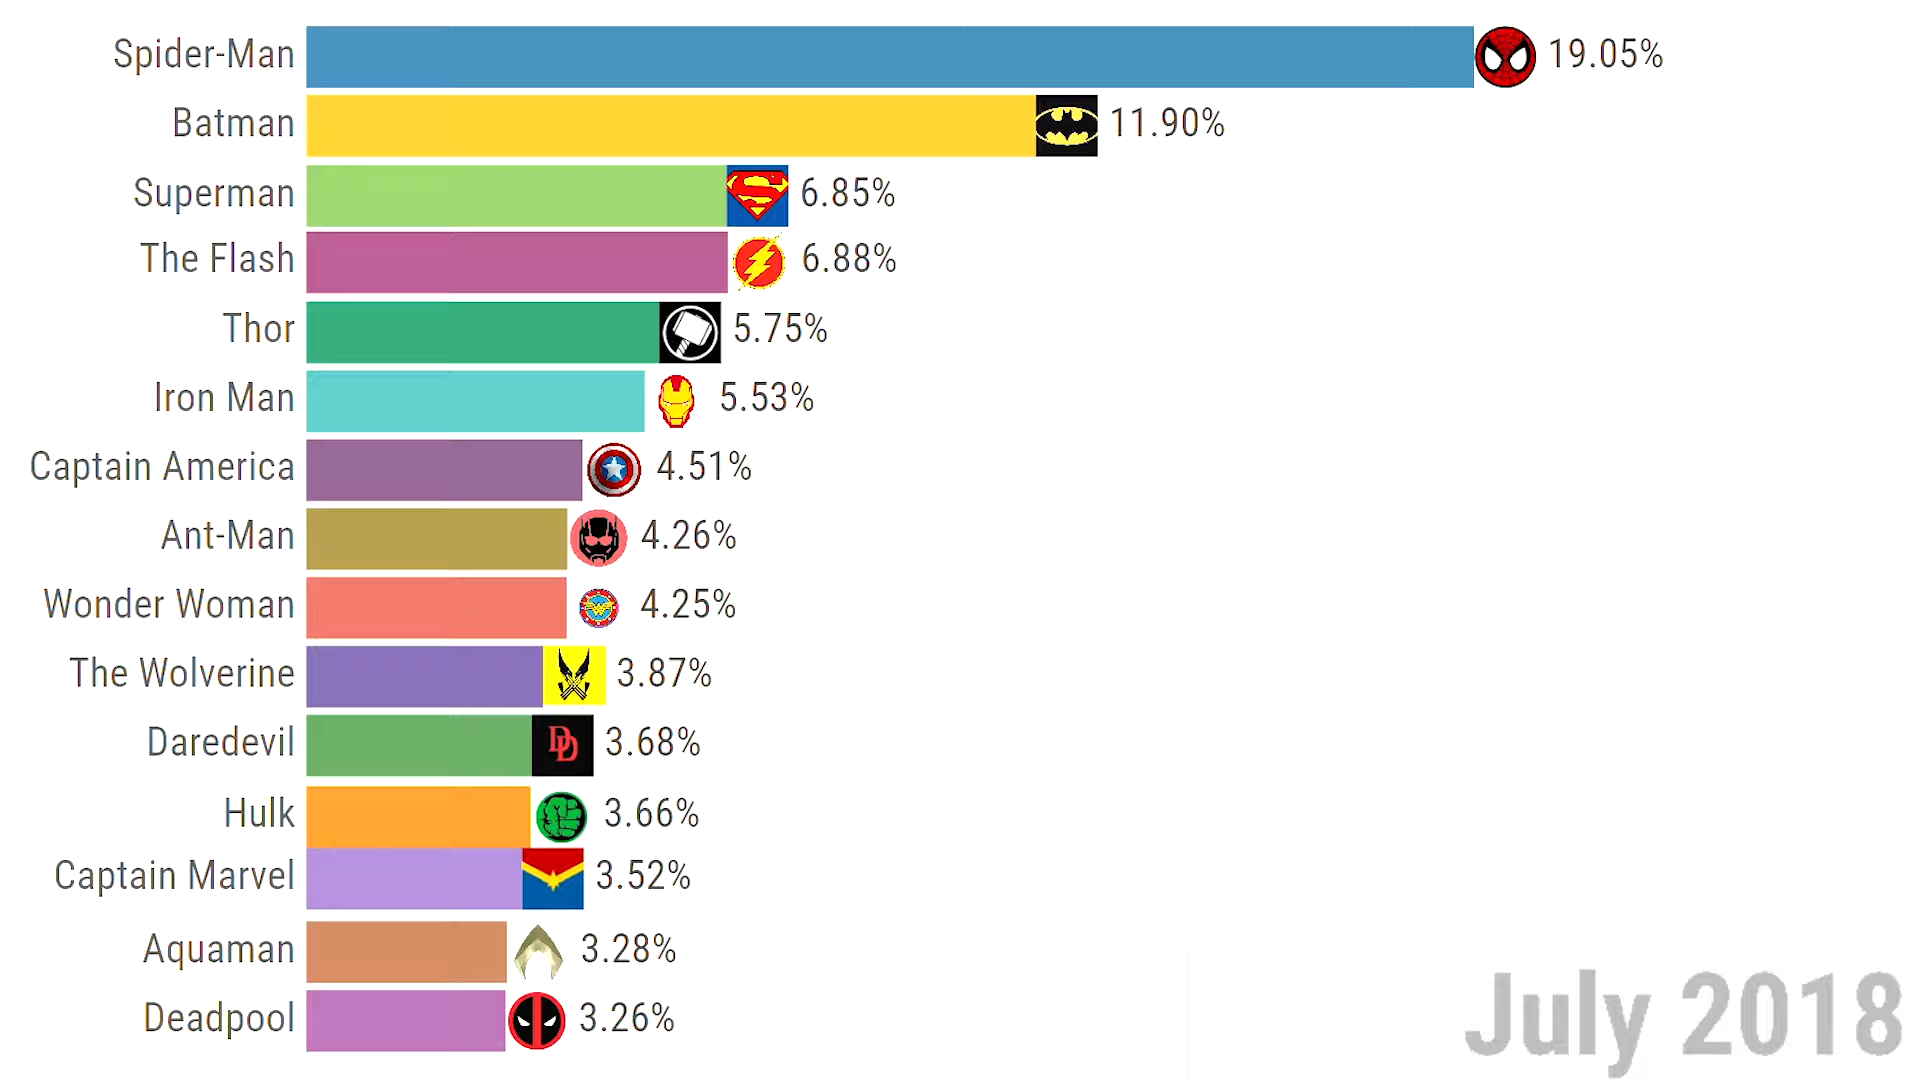 Spider-Man 19.05%
Batman 11.90%
Superman 6.85%
The Flash 6.88%
Thor 5.75%
Iron Man 5.53%
Captain America 4.51%
Ant-Man 4.26%
Wonder Woman 4.25%
The Wolverine 3.87%
Daredevil DD 3.68%
Hulk 3.66%
Captain Marvel 3.52%
Aquaman 3.28%
Deadpool 3.26%
July 2018